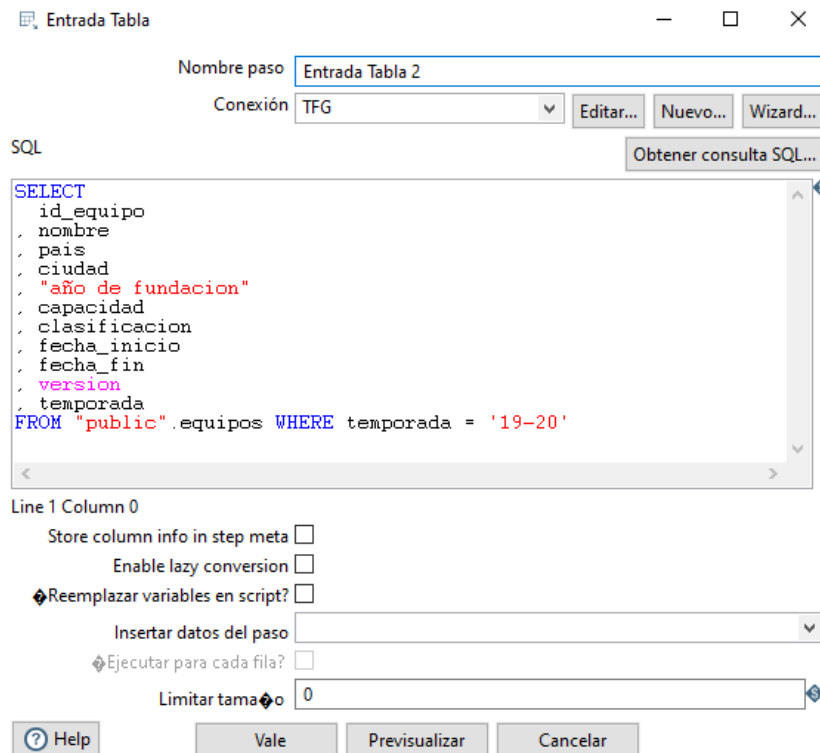 Entrada Tabla
Nombre paso Entrada Tabla 2
Conexión TFG Editar... Nuevo... Wizard...
SQL Obtener consulta SQL...
SELECT
id_equipo
, nombre
, pais
, ciudad
, "año de fundacion"
, capacidad
, clasificacion
, fecha_inicio
, fecha_fin
, version
, temporada
FROM "public".equipos WHERE temporada = '19-20'
Line 1 Column 0
Store column info in step meta
Enable lazy conversion
�Reemplazar variables en script?
Insertar datos del paso
�Ejecutar para cada fila?
Limitar tama�o 0
Help Vale Previsualizar Cancelar